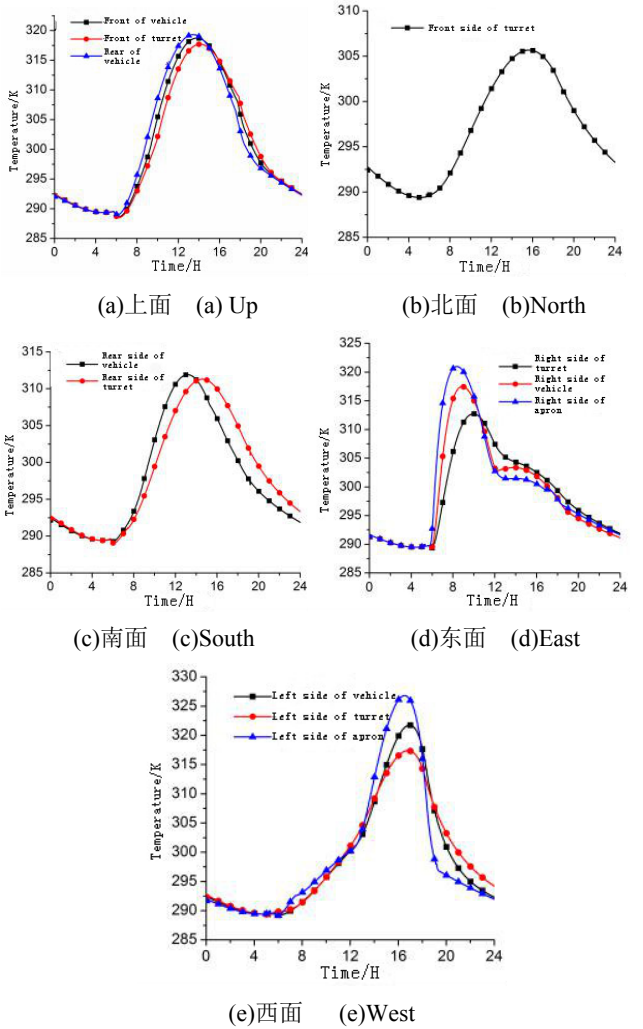 Front of vehicle
Front of turret
Rear of
vehicle
Temperature/K
320
315
310
305
300
295
290
285
0 4 8 12 16 20 24
Time/H
(a)上面 (a) Up
Front side of turret
Temperature/K
310
305
300
295
290
285
0 4 8 12 16 20 24
Time/H
(b)北面 (b)North
Rear side of
vehicle
Rear side of
turret
Temperature/K
315
310
305
300
295
290
285
0 4 8 12 16 20 24
Time/H
(c)南面 (c)South
Right side of
turret
Right side of
vehicle
Right side
of apron
Temperature/K
325
320
315
310
305
300
295
290
285
0 4 8 12 16 20 24
Time/H
(d)东面 (d)East
Left side of vehicle
Left side of turret
Left side of apron
Temperature/K
330
325
320
315
310
305
300
295
290
285
0 4 8 12 16 20 24
Time/H
(e)西面 (e)West